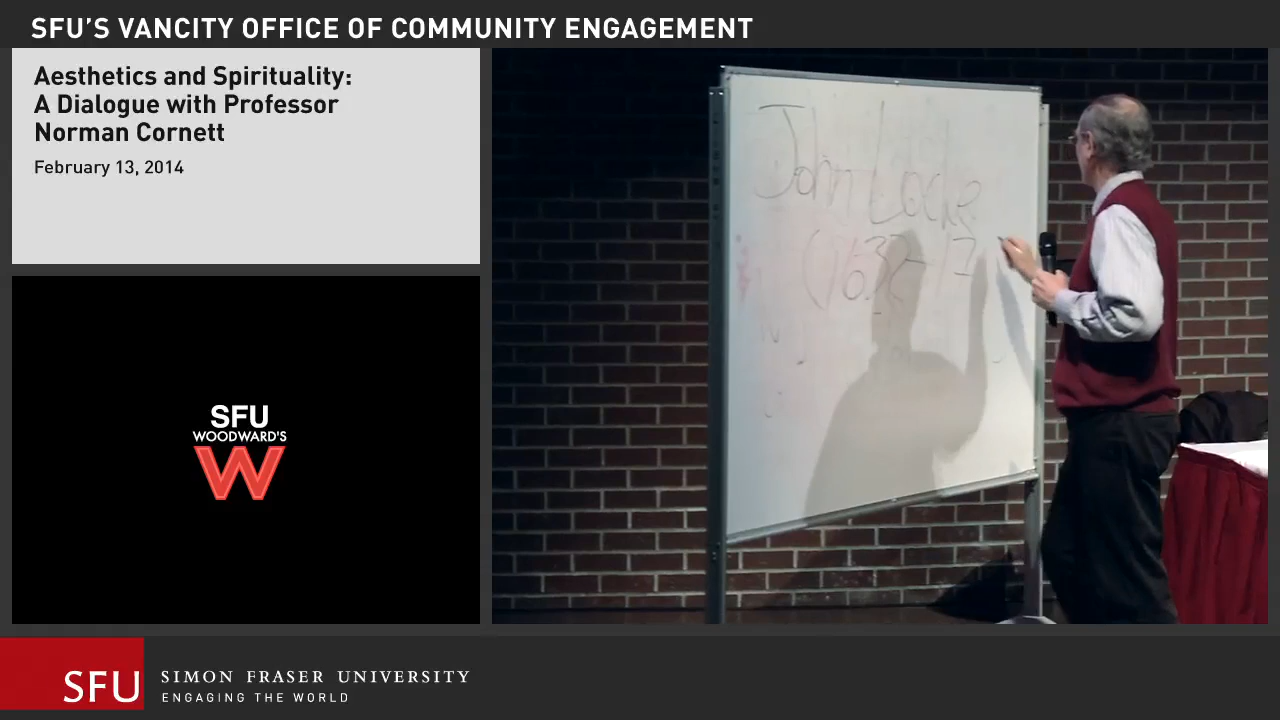 SFU'S VANCITY OFFICE OF COMMUNITY ENGAGEMENT
Aesthetics and Spirituality:
A Dialogue with Professor
Norman Cornett
February 13, 2014
SFU
WOODWARD'S
W
John Locke
(1632-17
SFU
SIMON FRASER UNIVERSITY
ENGAGING THE WORLD